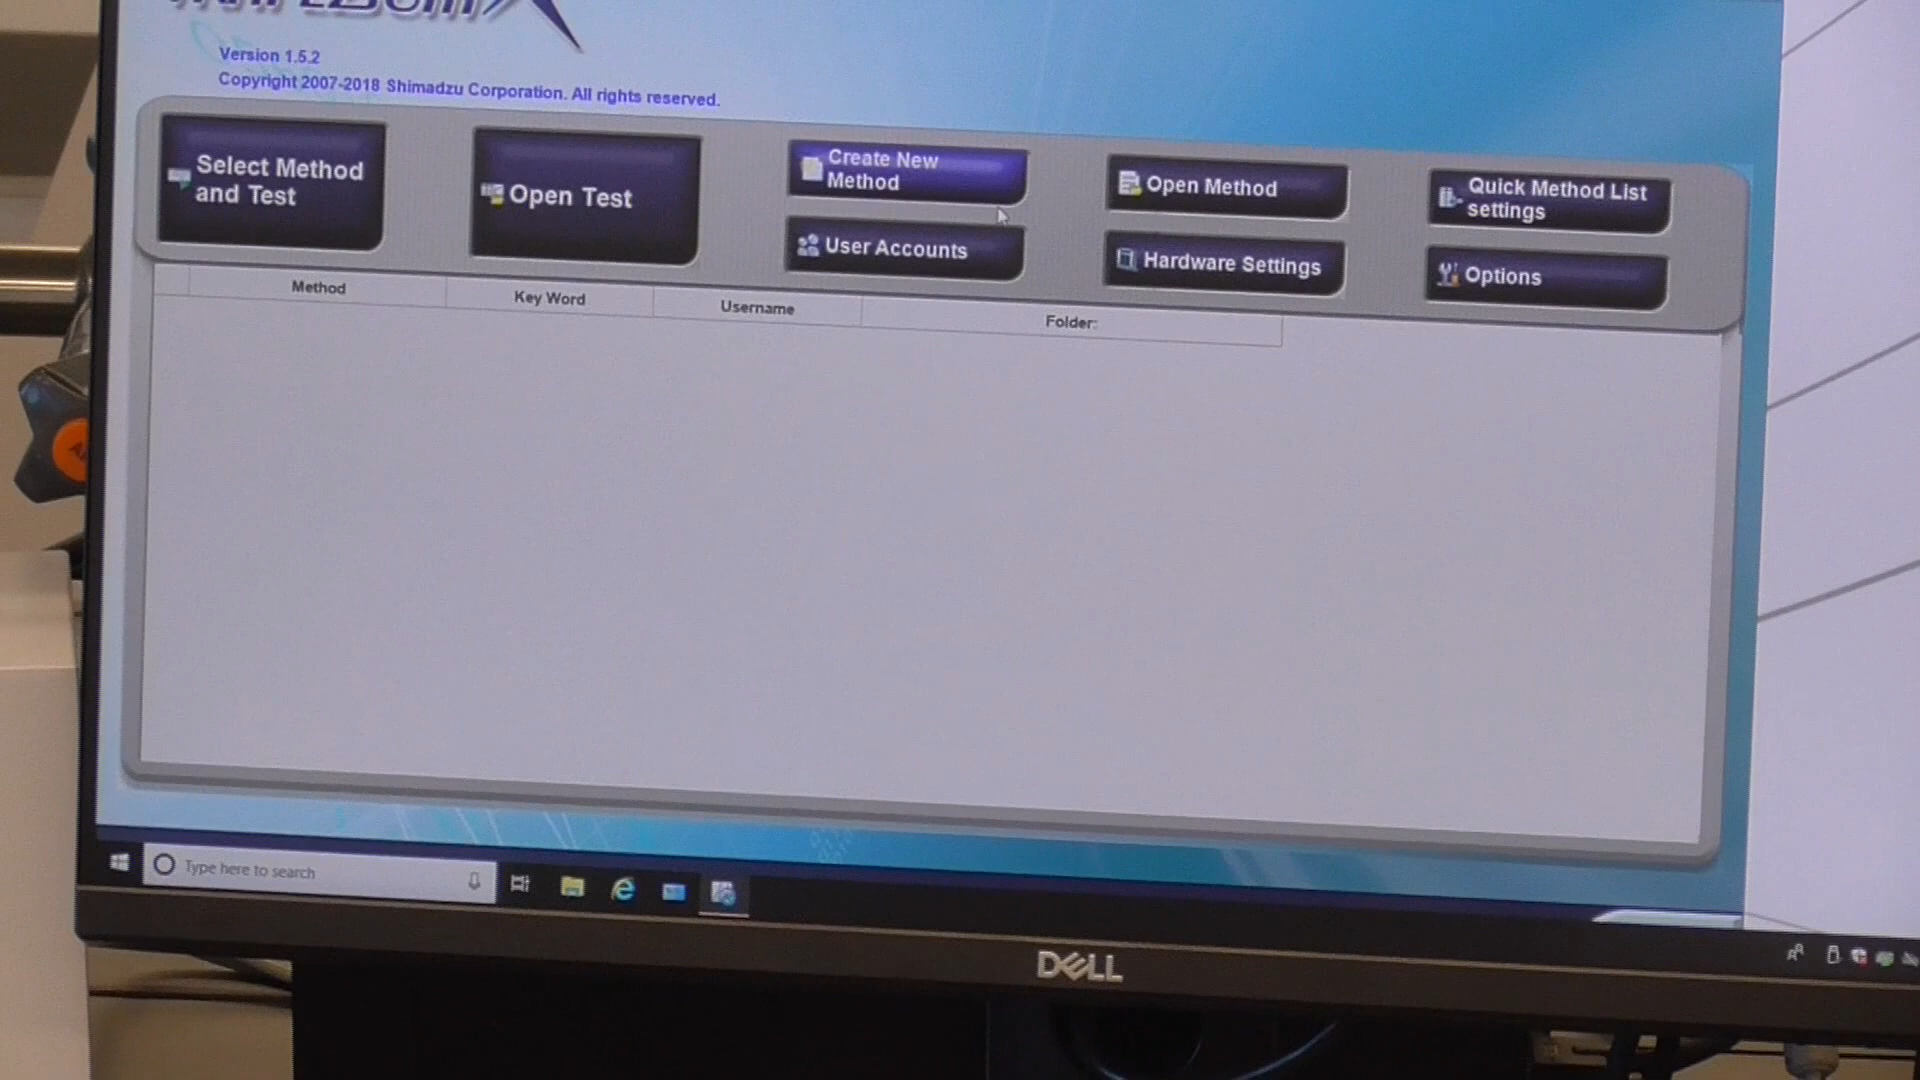 Version 1.5.2
Copyright 2007-2018 Shimadzu Corporation. All rights reserved.
Select Method
and Test
Open Test
Create New
Method
Open Method
Quick Method List
settings
User Accounts
Hardware Settings
Options
Method
Key Word
Username
Folder:
Type here to search
DELL